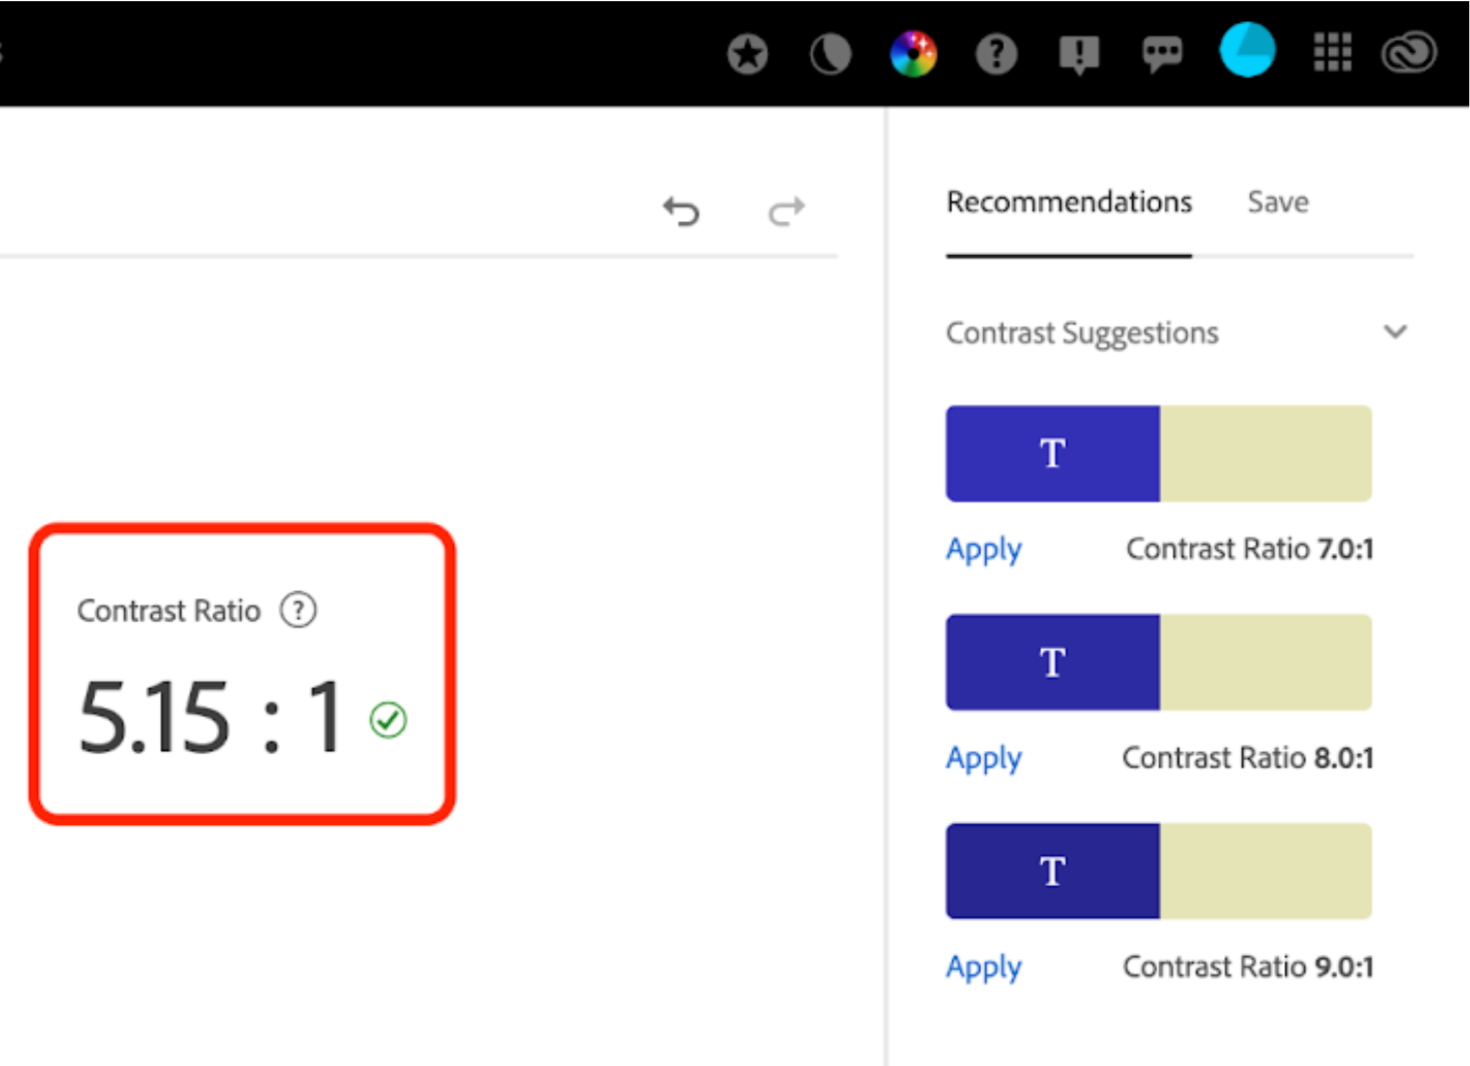 Recommendations Save
Contrast Suggestions
T
Apply Contrast Ratio 7.0:1
T
Apply Contrast Ratio 8.0:1
T
Apply Contrast Ratio 9.0:1
Contrast Ratio ?
5.15 : 1